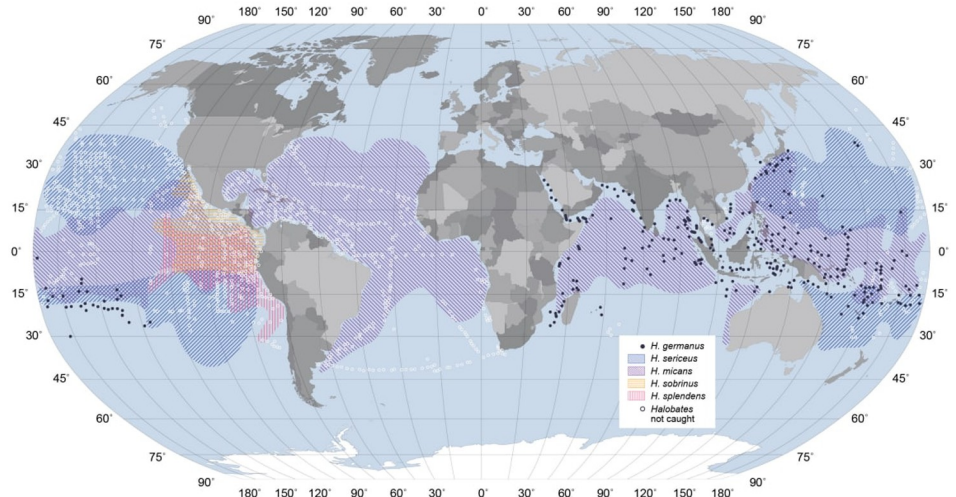 90° 180° 150° 120° 90° 60° 30° 0° 30° 60° 90° 120° 150° 180° 90°
75° 75°
60° 60°
45° 45°
30° 30°
15° 15°
0° 0°
15° 15°
30° 30°
H. germanus
H. sericeus
H. micans
H. sobrinus
H. splendens
Halobates
not caught
45° 45°
60° 60°
75° 75°
90° 180° 150° 120° 90° 60° 30° 0° 30° 60° 90° 120° 150° 180° 90°